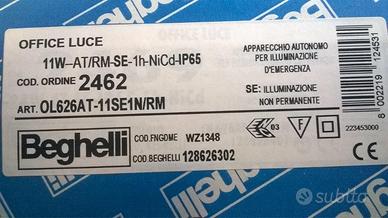 OFFICE LUCE
11W–AT/RM-SE-1h-NiCd-IP65
COD. ORDINE 2462
ART. OL626AT-11SE1N/RM
APPARECCHIO AUTONOMO
PER ILLUMINAZIONE
D'EMERGENZA
SE: ILLUMINAZIONE
NON PERMANENTE
Beghelli
COD.FNGOME WZ1348
COD.BEGHELLI 128626302
03
F
223453000
8 002219 124531
subito